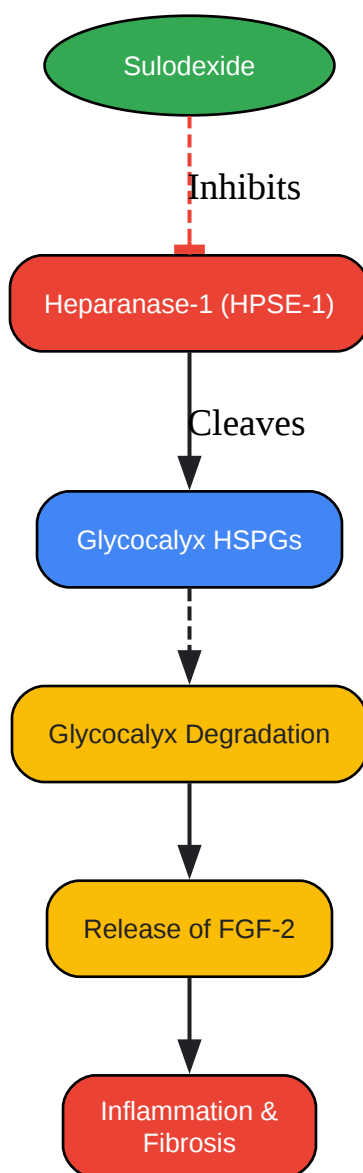 Sulodexide
Inhibits
Heparanase-1 (HPSE-1)
Cleaves
Glycocalyx HSPGs
Glycocalyx Degradation
Release of FGF-2
Inflammation &
Fibrosis